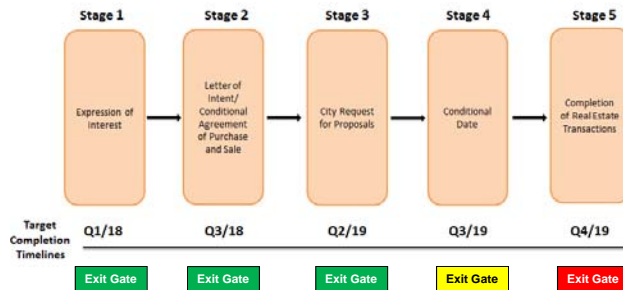 Stage 1 Stage 2 Stage 3 Stage 4 Stage 5
Expression of
Interest
Letter of
Intent/
Conditional
Agreement
of Purchase
and Sale
City Request
for Proposals
Conditional
Date
Completion
of Real Estate
Transactions
Target
Completion
Timelines
Q1/18 Q3/18 Q2/19 Q3/19 Q4/19
Exit Gate Exit Gate Exit Gate Exit Gate Exit Gate